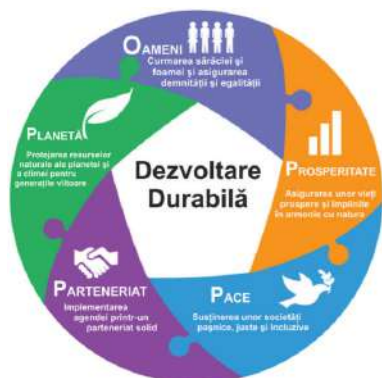 OAMENI
Curmarea sărăciei și
foamei și asigurarea
demnității și egalității
PROSPERITATE
Asigurarea unor vieți
prospere și împlinite
în armonie cu natura
PACE
Susținerea unor societăți
pașnice, juste și incluzive
PARTENERIAT
Implementarea
agendei printr-un
parteneriat solid
PLANETĂ
Protejarea resurselor
naturale ale planetei și
a climei pentru
generațiile viitoare
Dezvoltare
Durabilă